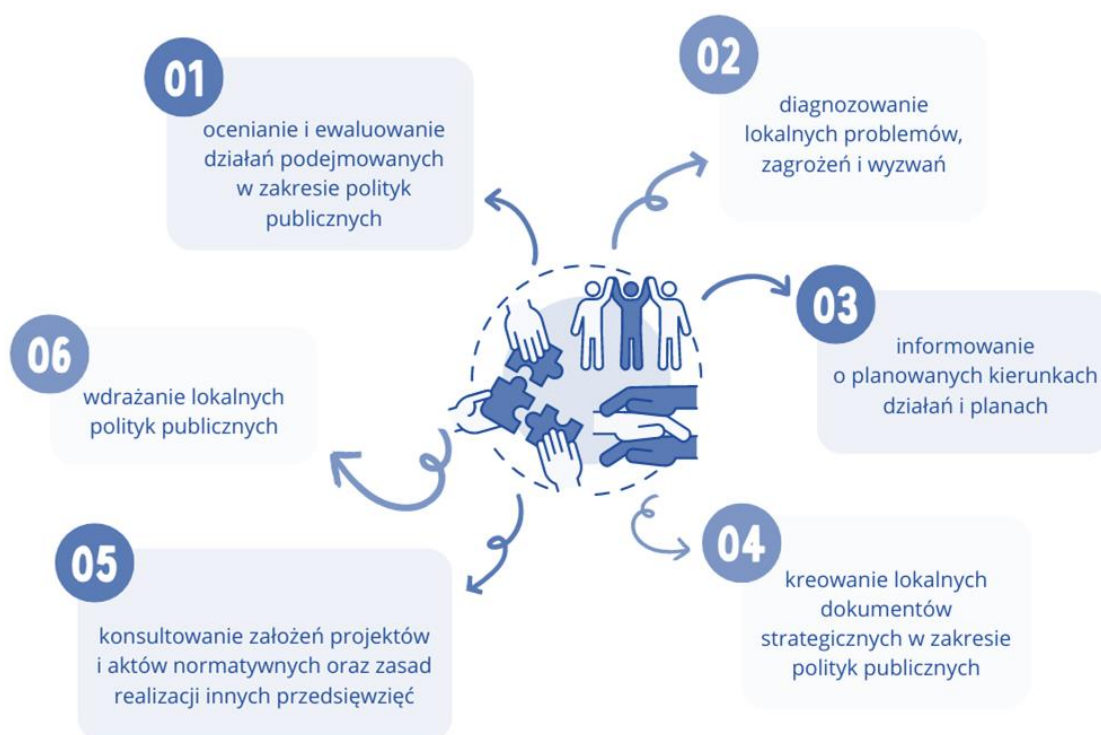 01
ocenianie i ewaluowanie
działań podejmowanych
w zakresie polityk
publicznych
02
diagnozowanie
lokalnych problemów,
zagrożeń i wyzwań
03
informowanie
o planowanych kierunkach
działań i planach
04
kreowanie lokalnych
dokumentów
strategicznych w zakresie
polityk publicznych
05
konsultowanie założeń projektów
i aktów normatywnych oraz zasad
realizacji innych przedsięwzięć
06
wdrażanie lokalnych
polityk publicznych